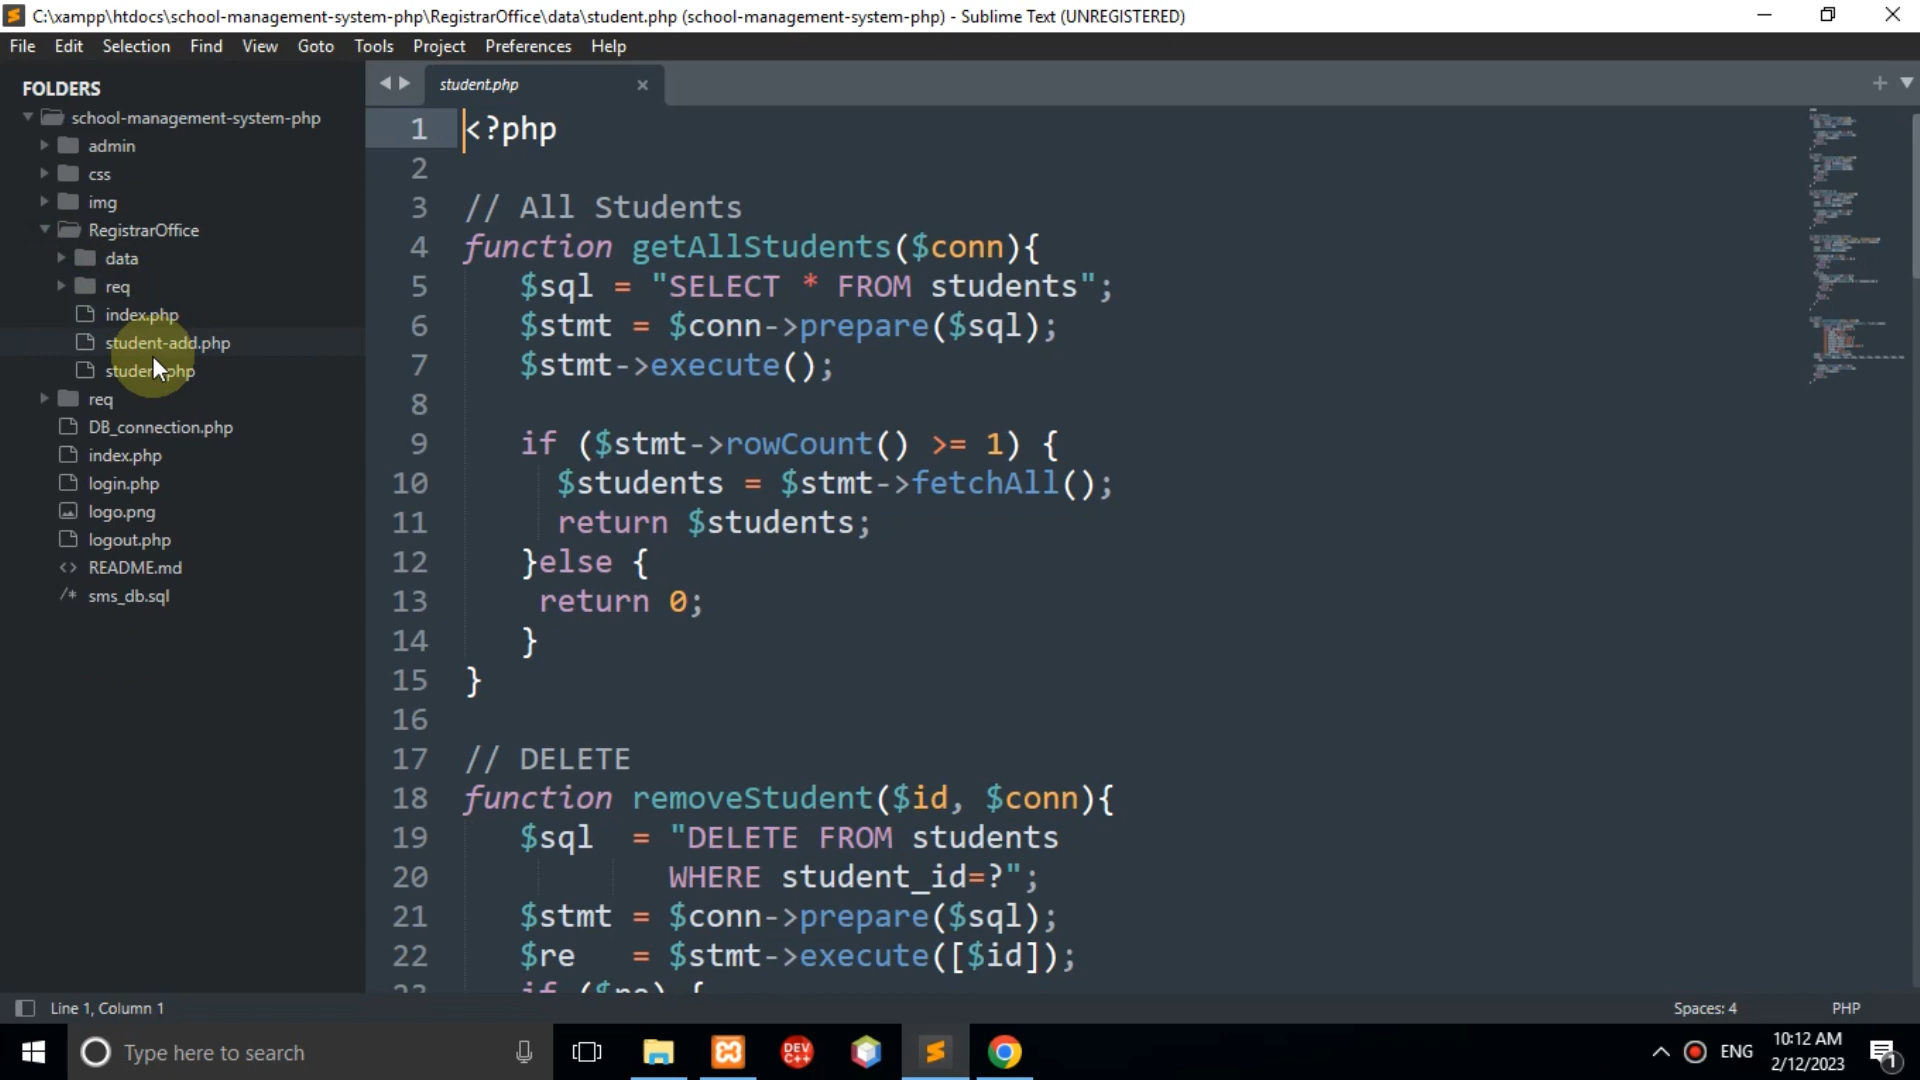 C:\xampp\htdocs\school-management-system-php\RegistrarOffice\data\student.php (school-management-system-php) - Sublime Text (UNREGISTERED)
File Edit Selection Find View Goto Tools Project Preferences Help
FOLDERS
school-management-system-php
admin
css
img
RegistrarOffice
data
req
index.php
student-add.php
student.php
req
DB_connection.php
index.php
login.php
logo.png
logout.php
<> README.md
/* sms_db.sql
student.php
1 <?php
2
3 // All Students
4 function getAllStudents($conn){
5 $sql = "SELECT * FROM students";
6 $stmt = $conn->prepare($sql);
7 $stmt->execute();
8
9 if ($stmt->rowCount() >= 1) {
10 $students = $stmt->fetchAll();
11 return $students;
12 }else {
13 return 0;
14 }
15 }
16
17 // DELETE
18 function removeStudent($id, $conn){
19 $sql = "DELETE FROM students
20 WHERE student_id=?";
21 $stmt = $conn->prepare($sql);
22 $re = $stmt->execute([$id]);
23 if ($re) {
Line 1, Column 1
Spaces: 4
PHP
Type here to search
DEV C++
ENG
10:12 AM
2/12/2023
1